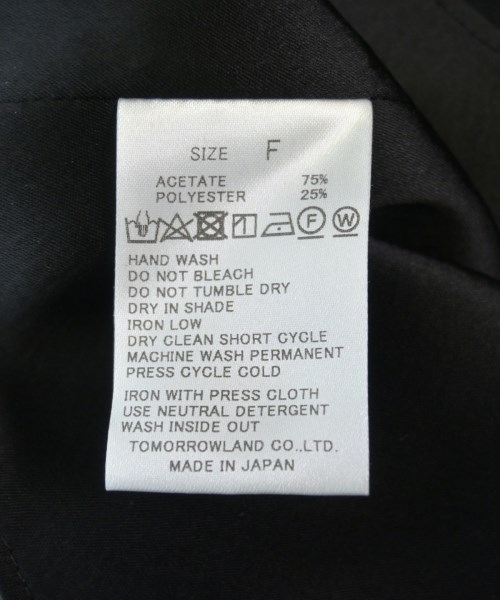 SIZE F
ACETATE 75%
POLYESTER 25%
F W
HAND WASH
DO NOT BLEACH
DO NOT TUMBLE DRY
DRY IN SHADE
IRON LOW
DRY CLEAN SHORT CYCLE
MACHINE WASH PERMANENT
PRESS CYCLE COLD
IRON WITH PRESS CLOTH
USE NEUTRAL DETERGENT
WASH INSIDE OUT
TOMORROWLAND CO.,LTD.
MADE IN JAPAN